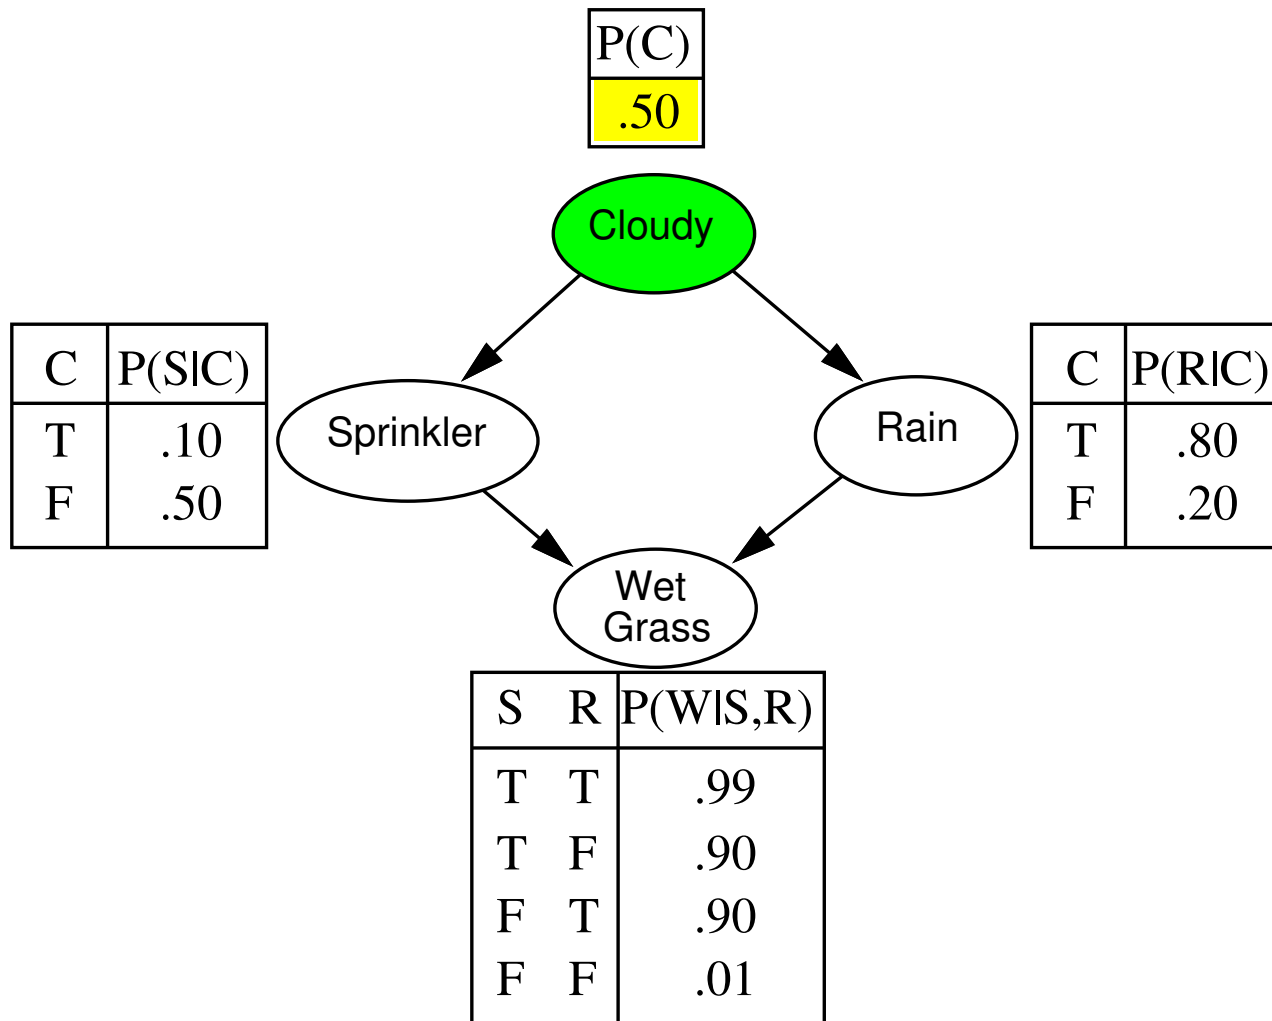 P(C)
.50
Cloudy
C P(S|C)
T .10
F .50
Sprinkler
Rain
C P(R|C)
T .80
F .20
Wet
Grass
S R P(W|S,R)
T T .99
T F .90
F T .90
F F .01